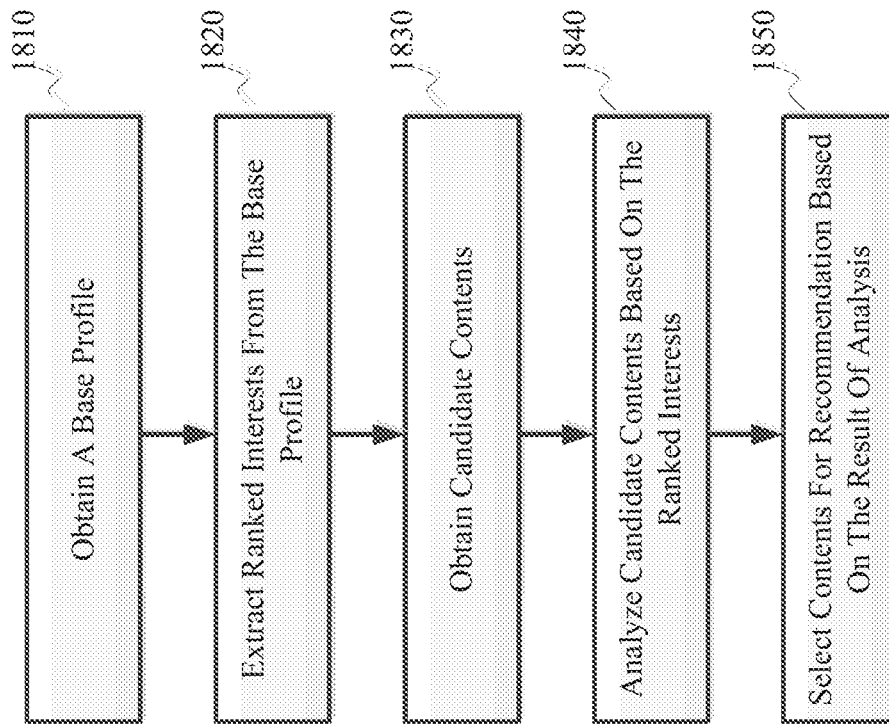 Obtain A Base Profile
1810
Extract Ranked Interests From The Base
Profile
1820
Obtain Candidate Contents
1830
Analyze Candidate Contents Based On The
Ranked Interests
1840
Select Contents For Recommendation Based
On The Result Of Analysis
1850